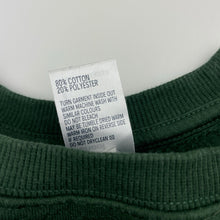 80% COTTON
20% POLYESTER
TURN GARMENT INSIDE OUT
WARM MACHINE WASH WITH
SIMILAR COLOURS
DO NOT BLEACH
MAY BE TUMBLE DRIED WARM
WARM IRON ON REVERSE
IF REQUIRED
DO NOT DRYCLEAN